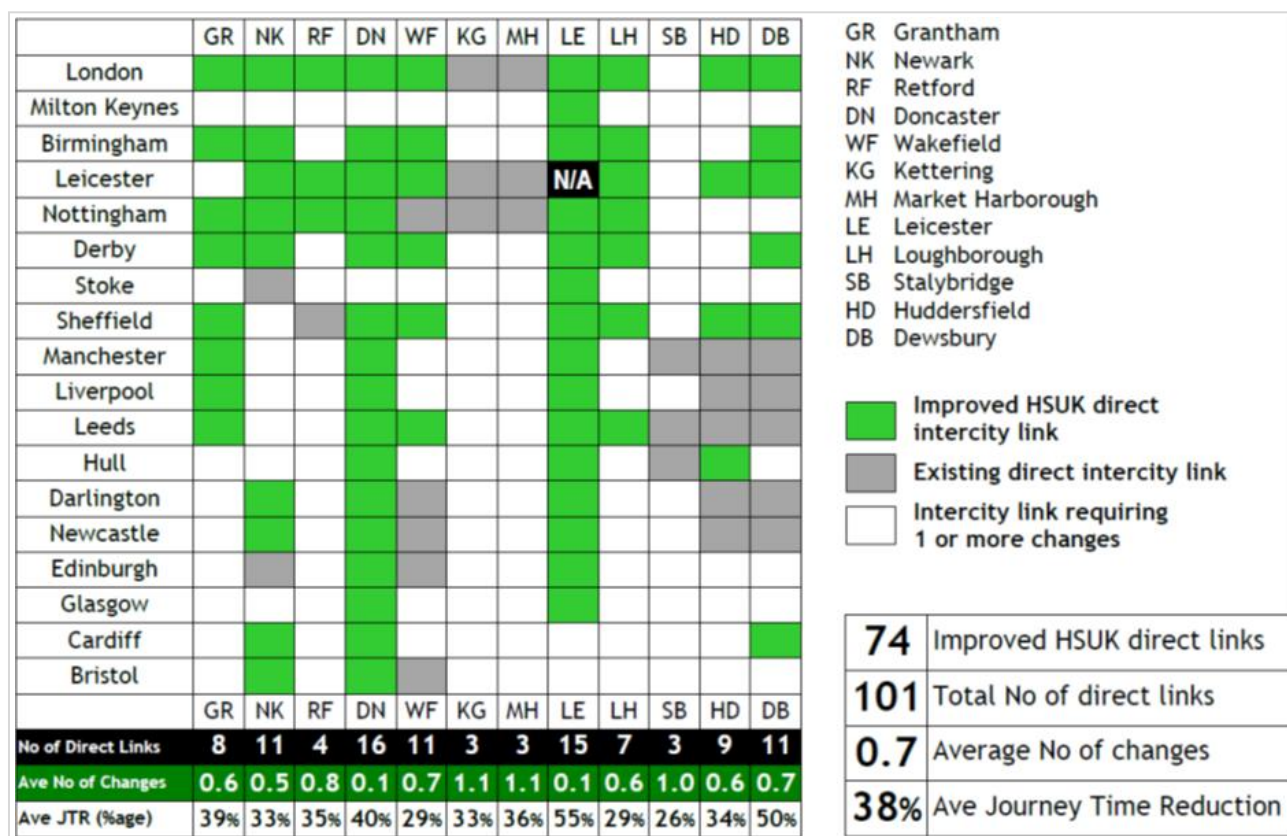 GR NK RF DN WF KG MH LE LH SB HD DB
London
Milton Keynes
Birmingham
Leicester N/A
Nottingham
Derby
Stoke
Sheffield
Manchester
Liverpool
Leeds
Hull
Darlington
Newcastle
Edinburgh
Glasgow
Cardiff
Bristol
GR NK RF DN WF KG MH LE LH SB HD DB
No of Direct Links 8 11 4 16 11 3 3 15 7 3 9 11
Ave No of Changes 0.6 0.5 0.8 0.1 0.7 1.1 1.1 0.1 0.6 1.0 0.6 0.7
Ave JTR (%age) 39% 33% 35% 40% 29% 33% 36% 55% 29% 26% 34% 50%
GR Grantham
NK Newark
RF Retford
DN Doncaster
WF Wakefield
KG Kettering
MH Market Harborough
LE Leicester
LH Loughborough
SB Stalybridge
HD Huddersfield
DB Dewsbury
Improved HSUK direct
intercity link
Existing direct intercity link
Intercity link requiring
1 or more changes
74 Improved HSUK direct links
101 Total No of direct links
0.7 Average No of changes
38% Ave Journey Time Reduction